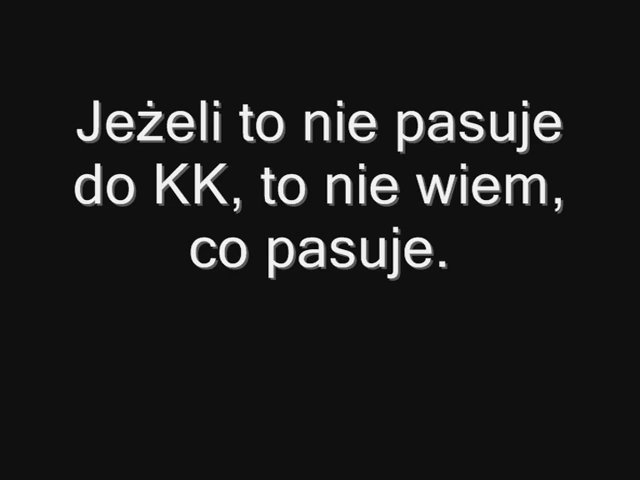 Jeżeli to nie pasuje
do KK, to nie wiem,
co pasuje.